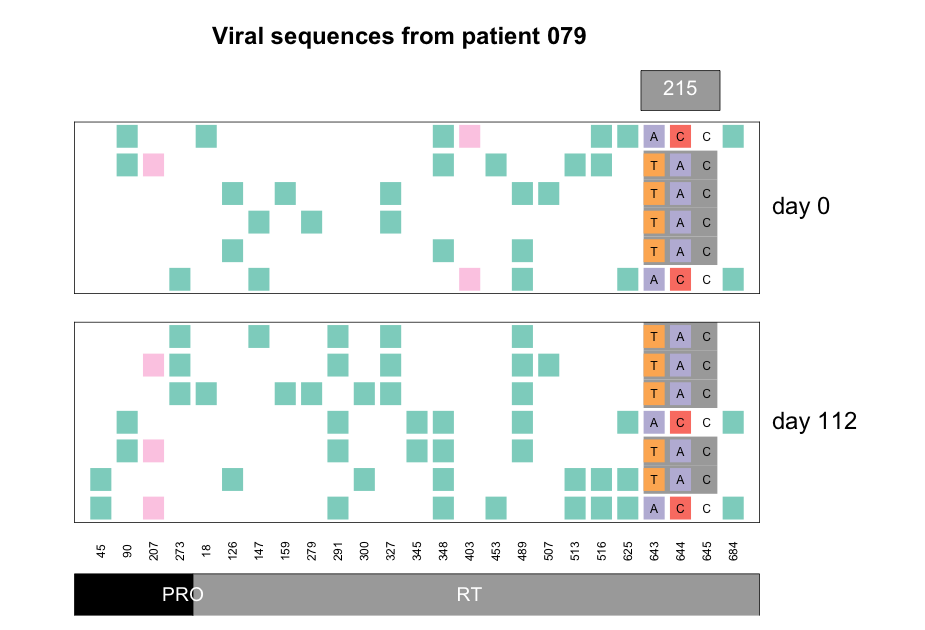 Viral sequences from patient 079
215
A C C
T A C
T A C
T A C
T A C
A C C
day 0
T A C
T A C
T A C
A C C
T A C
T A C
A C C
day 112
45 90 207 273 18 126 147 159 279 291 300 327 345 348 403 453 489 507 513 516 625 643 644 645 684
PRO RT